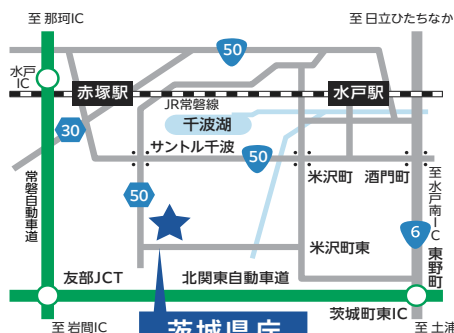 至 那珂IC
至 日立ひたちなか
50
水戸IC
赤塚駅
水戸駅
JR常磐線
千波湖
30
サントル千波
50
米沢町
酒門町
至 水戸南IC
常磐自動車道
50
6
東野町
米沢町東
友部JCT
北関東自動車道
茨城町東IC
至 岩間IC
茨城県庁
至 土浦